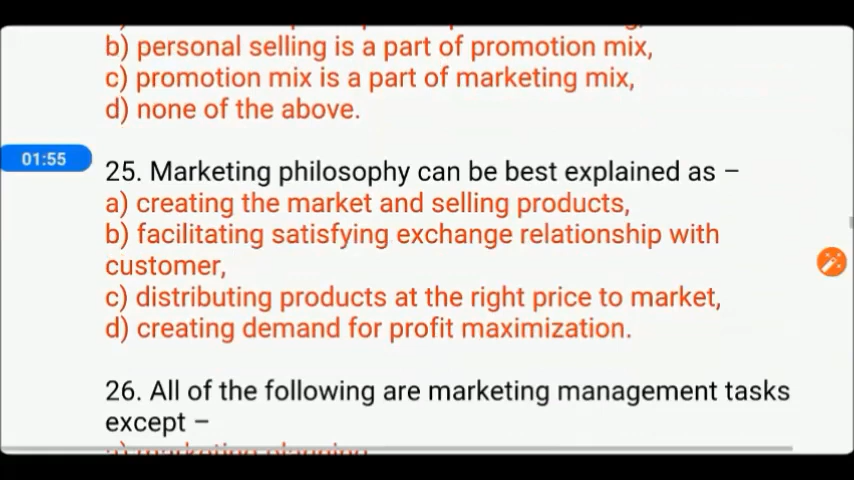 b) personal selling is a part of promotion mix,
c) promotion mix is a part of marketing mix,
d) none of the above.
01:55
25. Marketing philosophy can be best explained as –
a) creating the market and selling products,
b) facilitating satisfying exchange relationship with
customer,
c) distributing products at the right price to market,
d) creating demand for profit maximization.
26. All of the following are marketing management tasks
except –
a) marketing planning